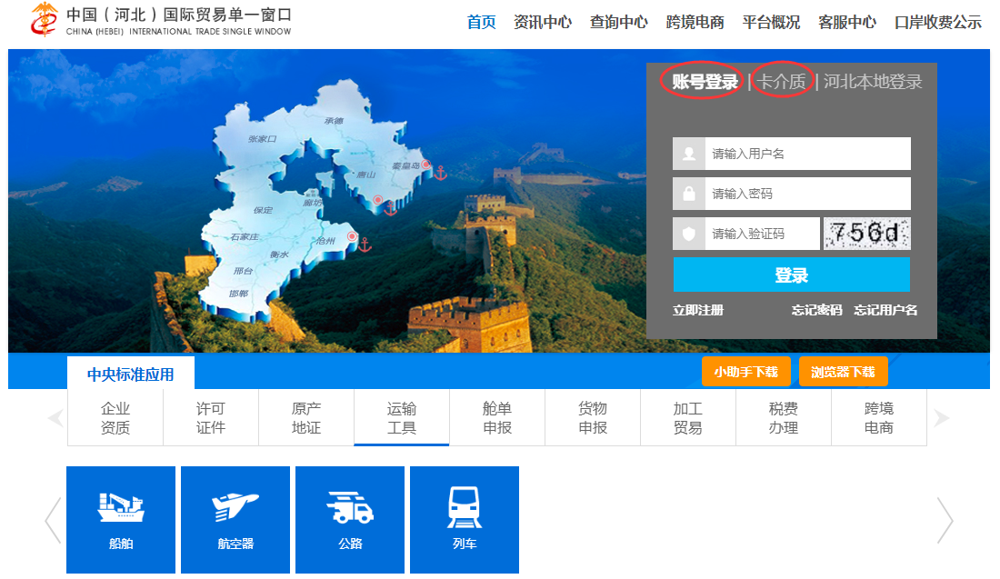 中国（河北）国际贸易单一窗口
CHINA (HEBEI) INTERNATIONAL TRADE SINGLE WINDOW
首页 资讯中心 查询中心 跨境电商 平台概况 客服中心 口岸收费公示
账号登录 | 卡介质 | 河北本地登录
承德
张家口
秦皇岛
唐山
廊坊
保定
石家庄
沧州
衡水
邢台
邯郸
请输入用户名
请输入密码
请输入验证码 756d
登录
立即注册 忘记密码 忘记用户名
中央标准应用 小助手下载 浏览器下载
企业 许可 原产 运输 舱单 货物 加工 税费 跨境
资质 证件 地证 工具 申报 申报 贸易 办理 电商
船舶 航空器 公路 列车